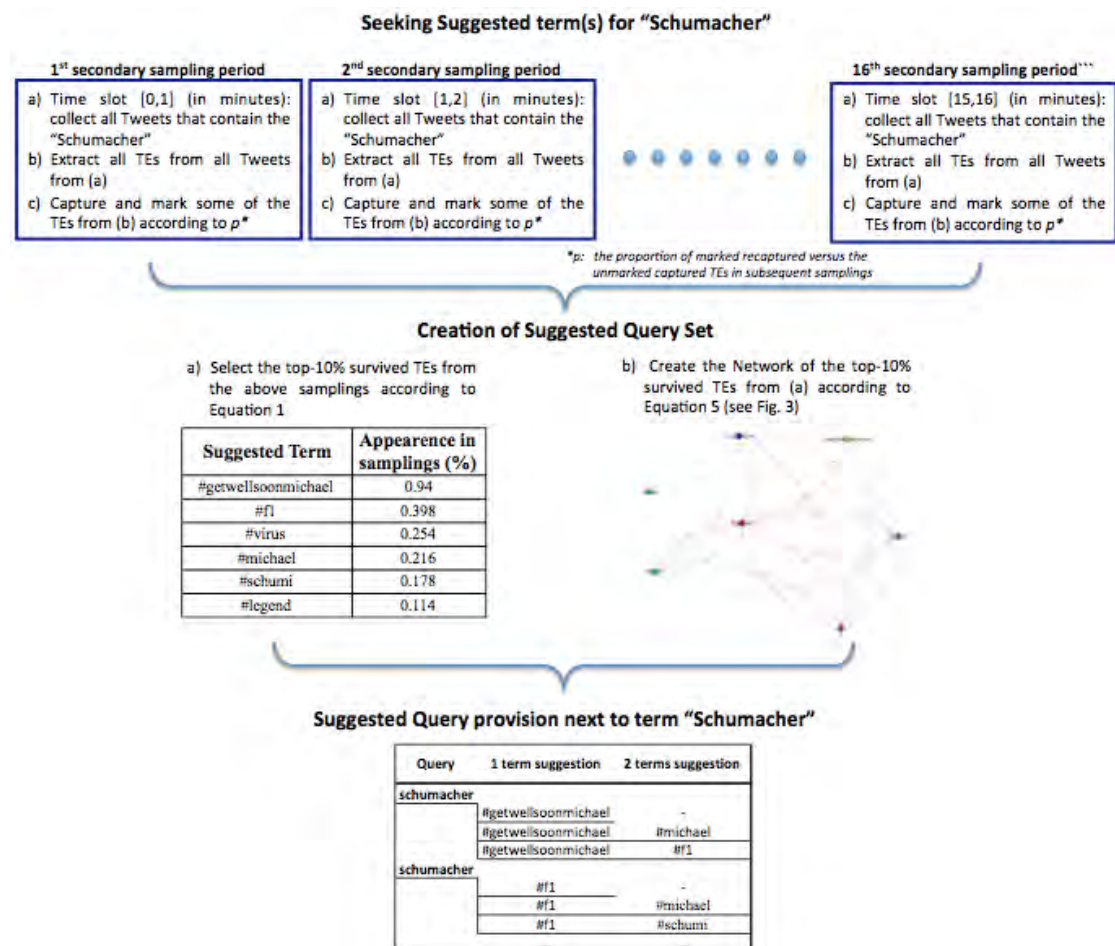 Seeking Suggested term(s) for “Schumacher”
1st secondary sampling period
a) Time slot [0,1] (in minutes):
collect all Tweets that contain the
“Schumacher”
b) Extract all TEs from all Tweets
from (a)
c) Capture and mark some of the
TEs from (b) according to p*
2nd secondary sampling period
a) Time slot [1,2] (in minutes):
collect all Tweets that contain the
“Schumacher”
b) Extract all TEs from all Tweets
from (a)
c) Capture and mark some of the
TEs from (b) according to p*
16th secondary sampling period```
a) Time slot [15,16] (in minutes):
collect all Tweets that contain the
“Schumacher”
b) Extract all TEs from all Tweets
from (a)
c) Capture and mark some of the
TEs from (b) according to p*
*p: the proportion of marked recaptured versus the
unmarked captured TEs in subsequent samplings
Creation of Suggested Query Set
a) Select the top-10% survived TEs from
the above samplings according to
Equation 1
b) Create the Network of the top-10%
survived TEs from (a) according to
Equation 5 (see Fig. 3)
Suggested Term Appearence in
samplings (%)
#getwellsoonmichael 0.94
#f1 0.398
#virus 0.254
#michael 0.216
#schumi 0.178
#legend 0.114
Suggested Query provision next to term “Schumacher”
Query 1 term suggestion 2 terms suggestion
schumacher
#getwellsoonmichael -
#getwellsoonmichael #michael
#getwellsoonmichael #f1
schumacher
#f1 -
#f1 #michael
#f1 #schumi